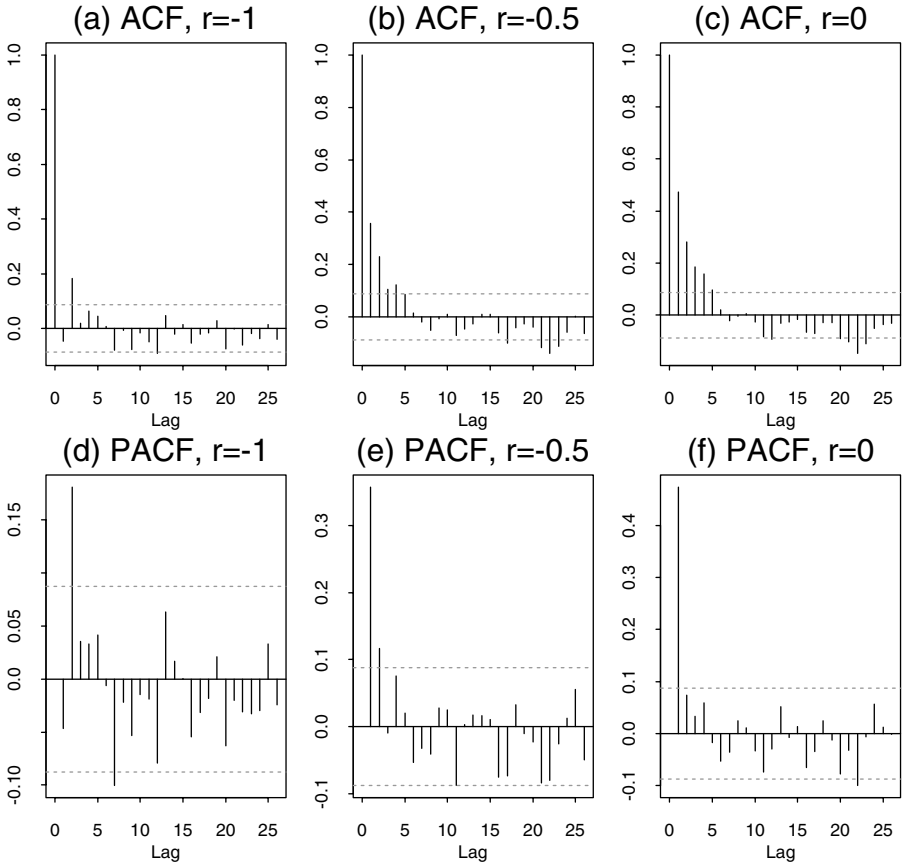 (a) ACF, r=-1
(b) ACF, r=-0.5
(c) ACF, r=0
0.0 0.2 0.4 0.6 0.8 1.0
0.0 0.2 0.4 0.6 0.8 1.0
0.0 0.2 0.4 0.6 0.8 1.0
0 5 10 15 20 25
0 5 10 15 20 25
0 5 10 15 20 25
Lag
Lag
Lag
(d) PACF, r=-1
(e) PACF, r=-0.5
(f) PACF, r=0
-0.10 0.0 0.05 0.15
-0.1 0.0 0.1 0.2 0.3
-0.1 0.0 0.1 0.2 0.3 0.4
0 5 10 15 20 25
0 5 10 15 20 25
0 5 10 15 20 25
Lag
Lag
Lag